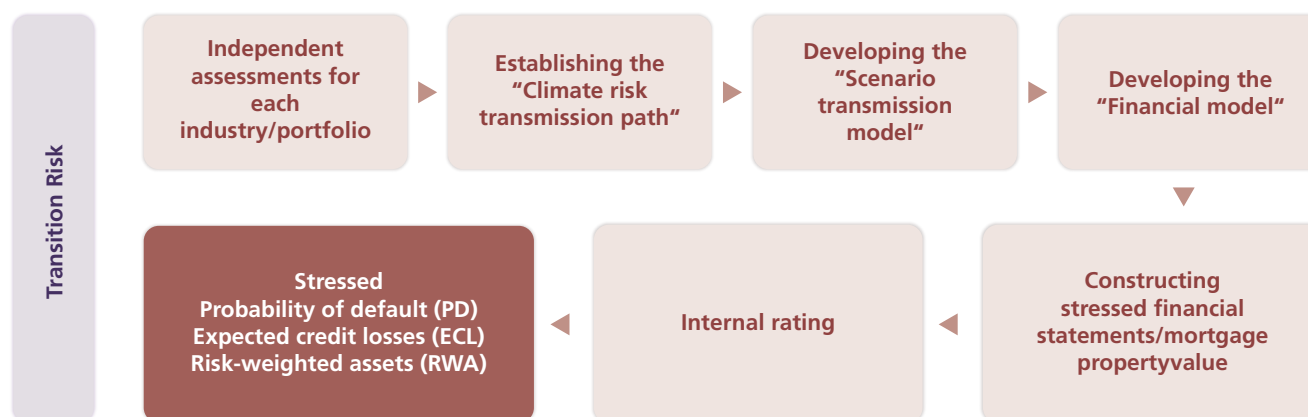 Transition Risk
Independent
assessments for
each
industry/portfolio
Establishing the
“Climate risk
transmission path“
Developing the
“Scenario
transmission
model“
Developing the
“Financial model“
Constructing
stressed financial
statements/mortgage
propertyvalue
Internal rating
Stressed
Probability of default (PD)
Expected credit losses (ECL)
Risk-weighted assets (RWA)